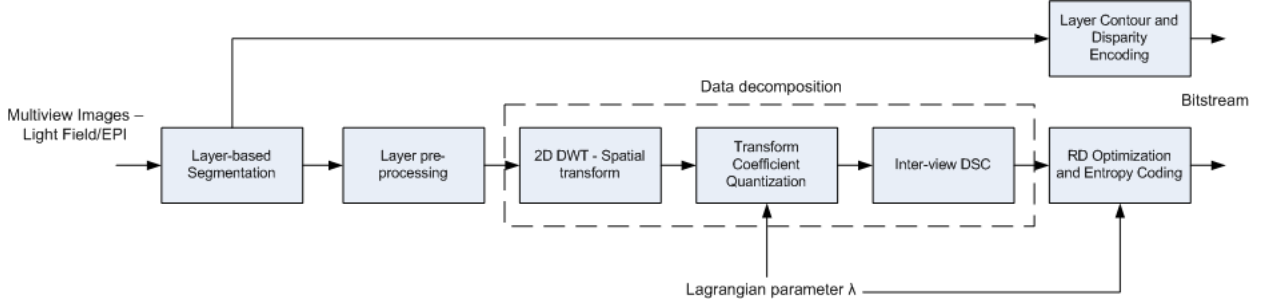 Layer Contour and
Disparity
Encoding
Data decomposition
Bitstream
Multiview Images –
Light Field/EPI
Layer-based
Segmentation
Layer pre-
processing
2D DWT - Spatial
transform
Transform
Coefficient
Quantization
Inter-view DSC
RD Optimization
and Entropy Coding
Lagrangian parameter λ